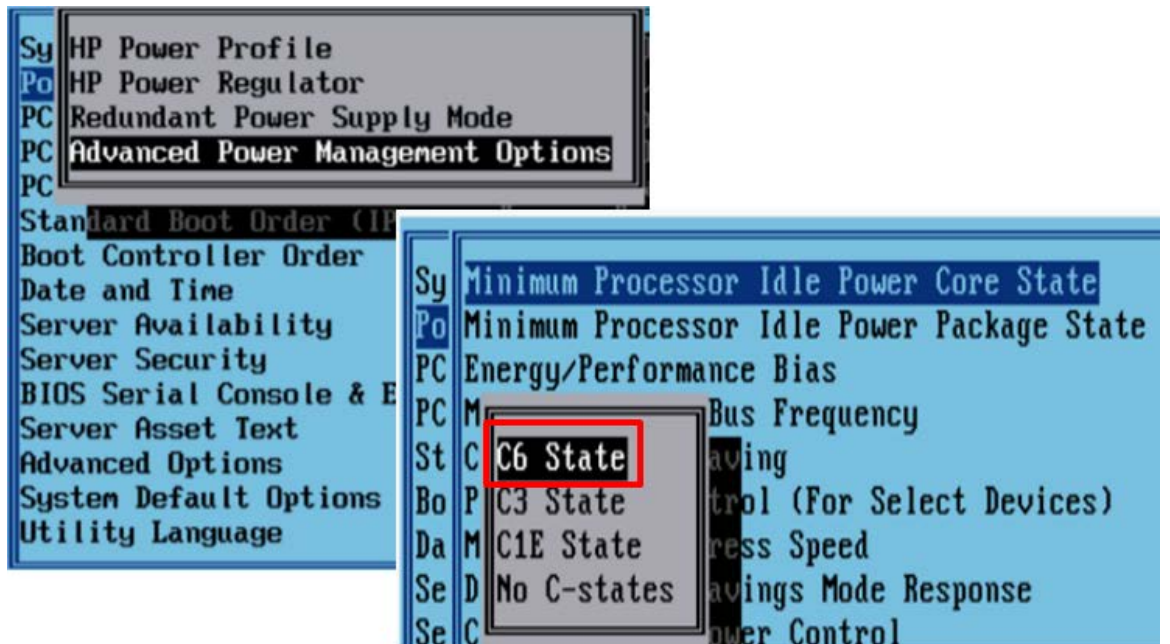 HP Power Profile
HP Power Regulator
Redundant Power Supply Mode
Advanced Power Management Options
Sy
Po
PC
PC
PC
Standard Boot Order (IP
Boot Controller Order
Date and Time
Server Availability
Server Security
BIOS Serial Console & E
Server Asset Text
Advanced Options
System Default Options
Utility Language
Sy Minimum Processor Idle Power Core State
Po Minimum Processor Idle Power Package State
PC Energy/Performance Bias
PC M Bus Frequency
St C aving
Bo P trol (For Select Devices)
Da M ress Speed
Se D avings Mode Response
Se C ower Control
C6 State
C3 State
C1E State
No C-states